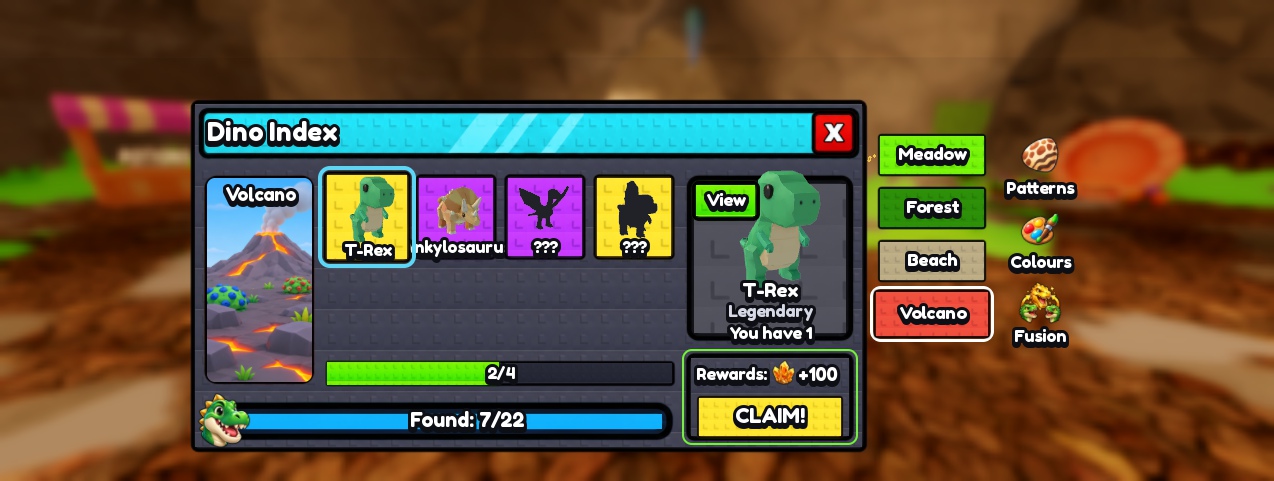 Dino Index
X
Volcano
T-Rex
nkylosauru
???
???
View
T-Rex
Legendary
You have 1
2/4
Rewards: +100
CLAIM!
Found: 7/22
Meadow
Forest
Beach
Volcano
Patterns
Colours
Fusion